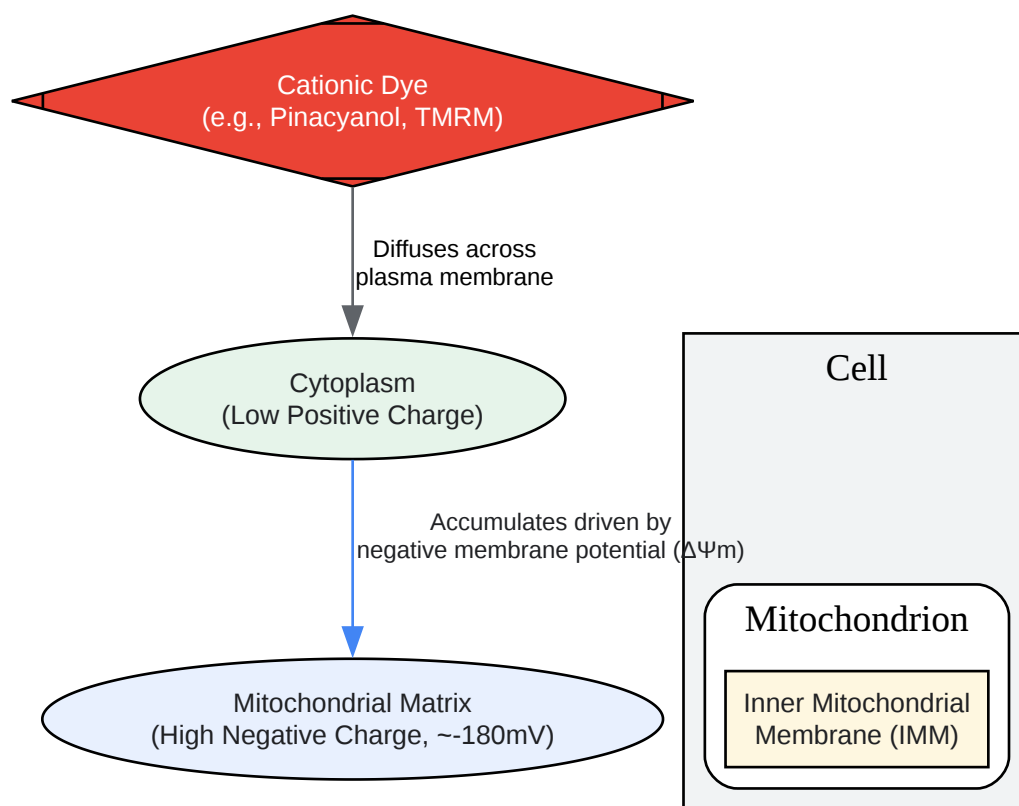 Cationic Dye
(e.g., Pinacyanol, TMRM)
Diffuses across
plasma membrane
Cytoplasm
(Low Positive Charge)
Accumulates driven by
negative membrane potential (ΔΨm)
Mitochondrial Matrix
(High Negative Charge, ~-180mV)
Cell
Mitochondrion
Inner Mitochondrial
Membrane (IMM)